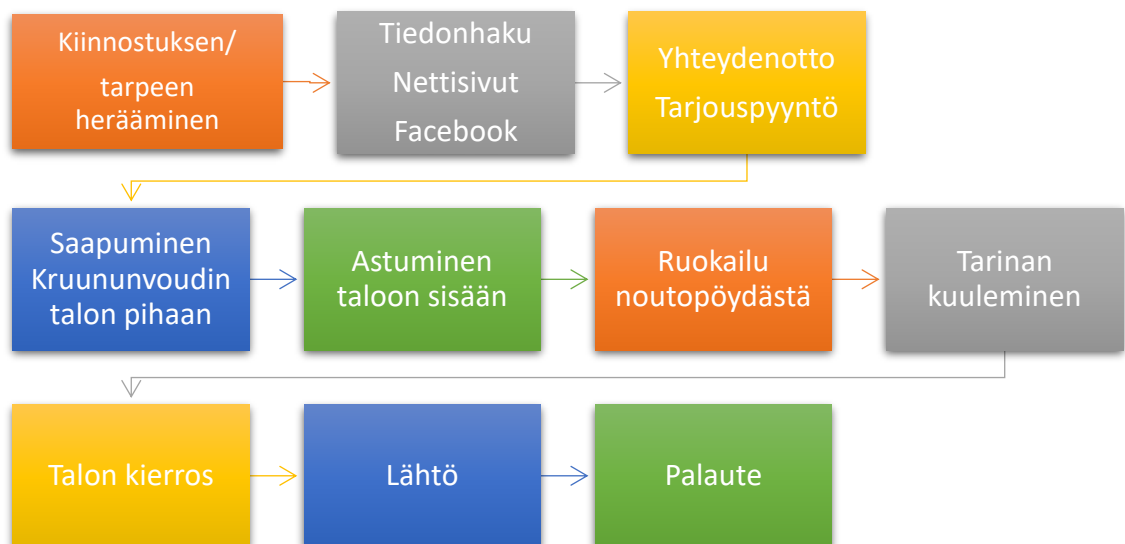 Kiinnostuksen/
tarpeen
herääminen
Tiedonhaku
Nettisivut
Facebook
Yhteydenotto
Tarjouspyyntö
Saapuminen
Kruununvoudin
talon pihaan
Astuminen
taloon sisään
Ruokailu
noutopöydästä
Tarinan
kuuleminen
Talon kierros
Lähtö
Palaute